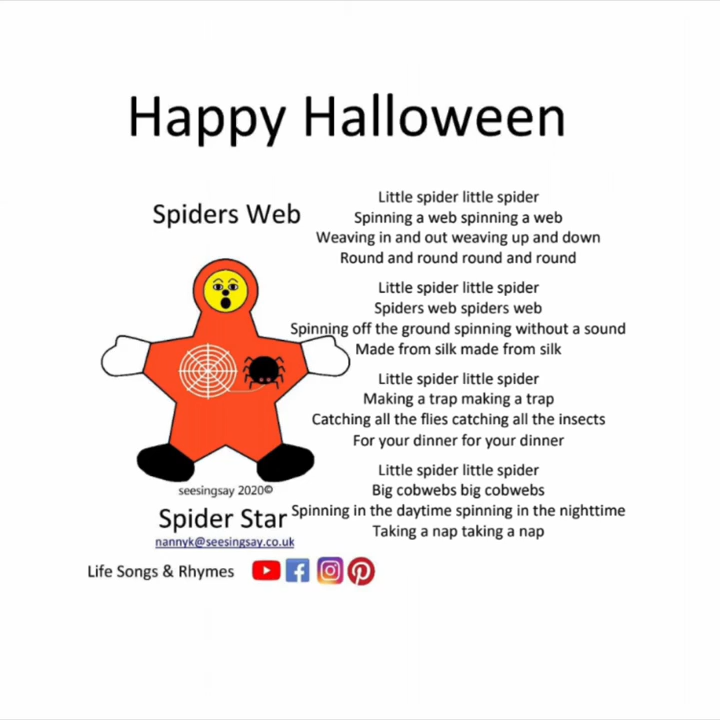 Happy Halloween
Spiders Web
Little spider little spider
Spinning a web spinning a web
Weaving in and out weaving up and down
Round and round round and round
Little spider little spider
Spiders web spiders web
Spinning off the ground spinning without a sound
Made from silk made from silk
Little spider little spider
Making a trap making a trap
Catching all the flies catching all the insects
For your dinner for your dinner
Little spider little spider
Big cobwebs big cobwebs
Spinning in the daytime spinning in the nighttime
Taking a nap taking a nap
seesingsay 2020©
Spider Star
nannyk@seesingsay.co.uk
Life Songs & Rhymes